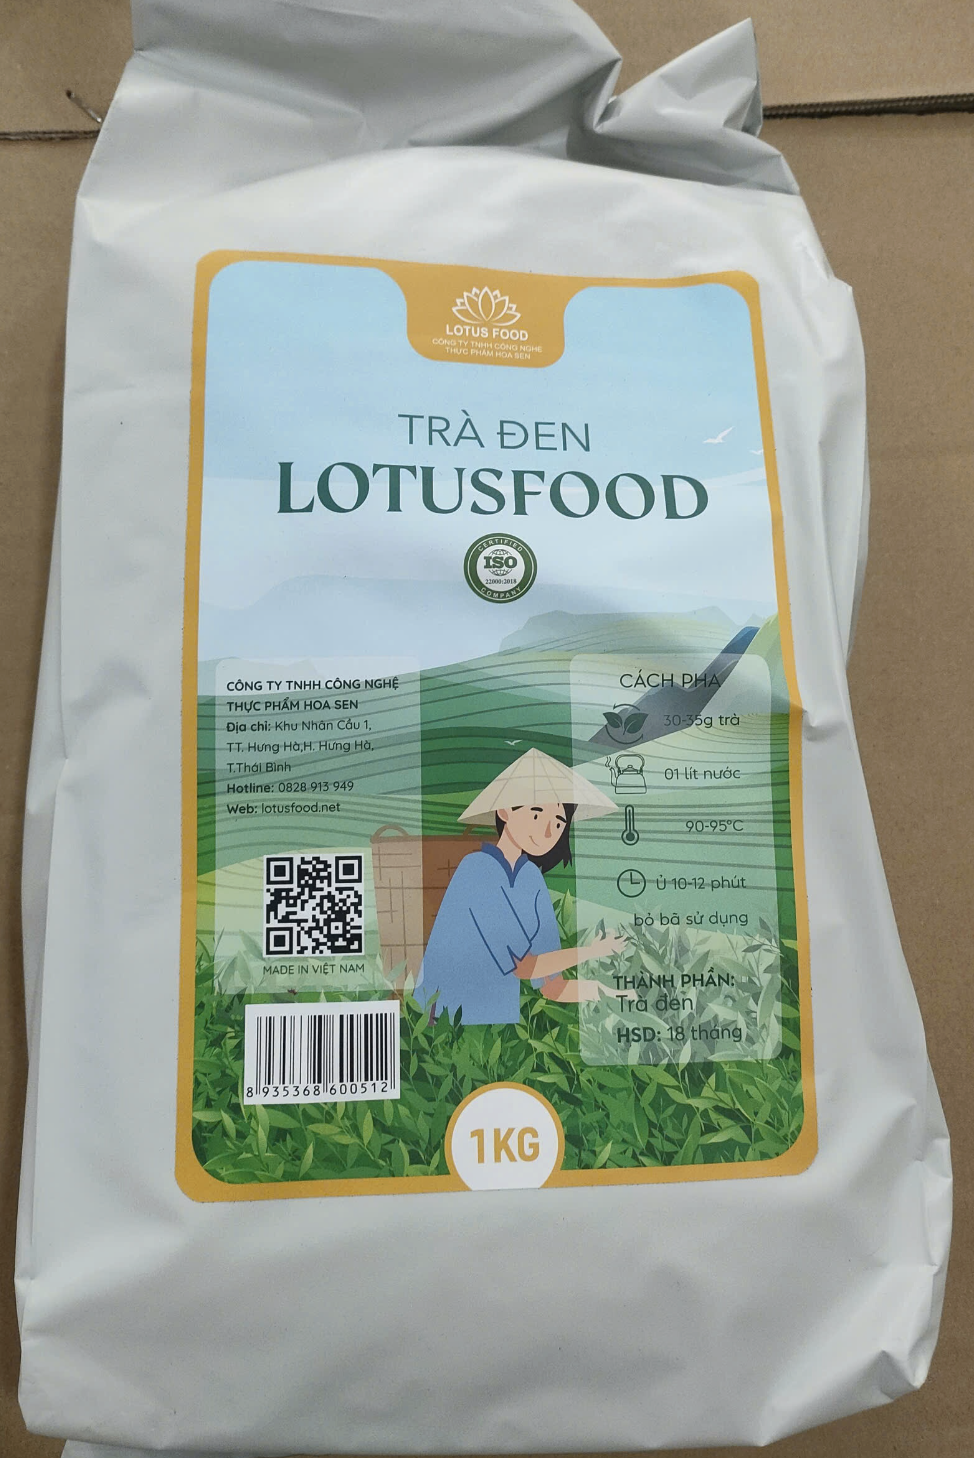 LOTUS FOOD
CÔNG TY TNHH CÔNG NGHỆ
THỰC PHẨM HOA SEN
TRÀ ĐEN
LOTUSFOOD
CERTIFIED
ISO
22000:2018
COMPANY
CÔNG TY TNHH CÔNG NGHỆ
THỰC PHẨM HOA SEN
Địa chỉ: Khu Nhân Cầu 1,
TT. Hưng Hà,H. Hưng Hà,
T.Thái Bình
Hotline: 0828 913 949
Web: lotusfood.net
MADE IN VIỆT NAM
8 935368 600512
CÁCH PHA
30-35g trà
01 lít nước
90-95°C
Ủ 10-12 phút
bỏ bã sử dụng
THÀNH PHẦN:
Trà đen
HSD: 18 tháng
1KG